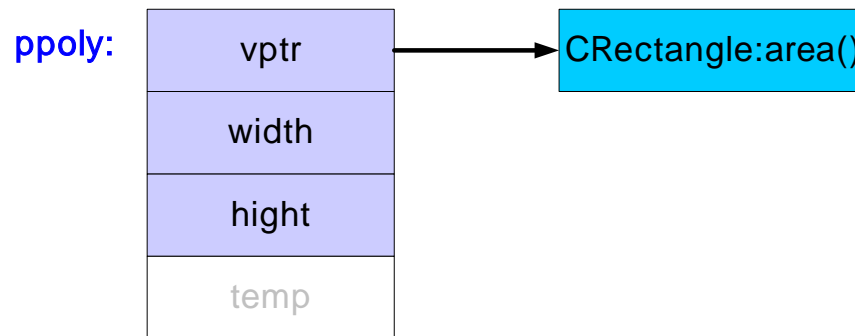 ppoly:
vptr
CRectangle:area()
width
hight
temp